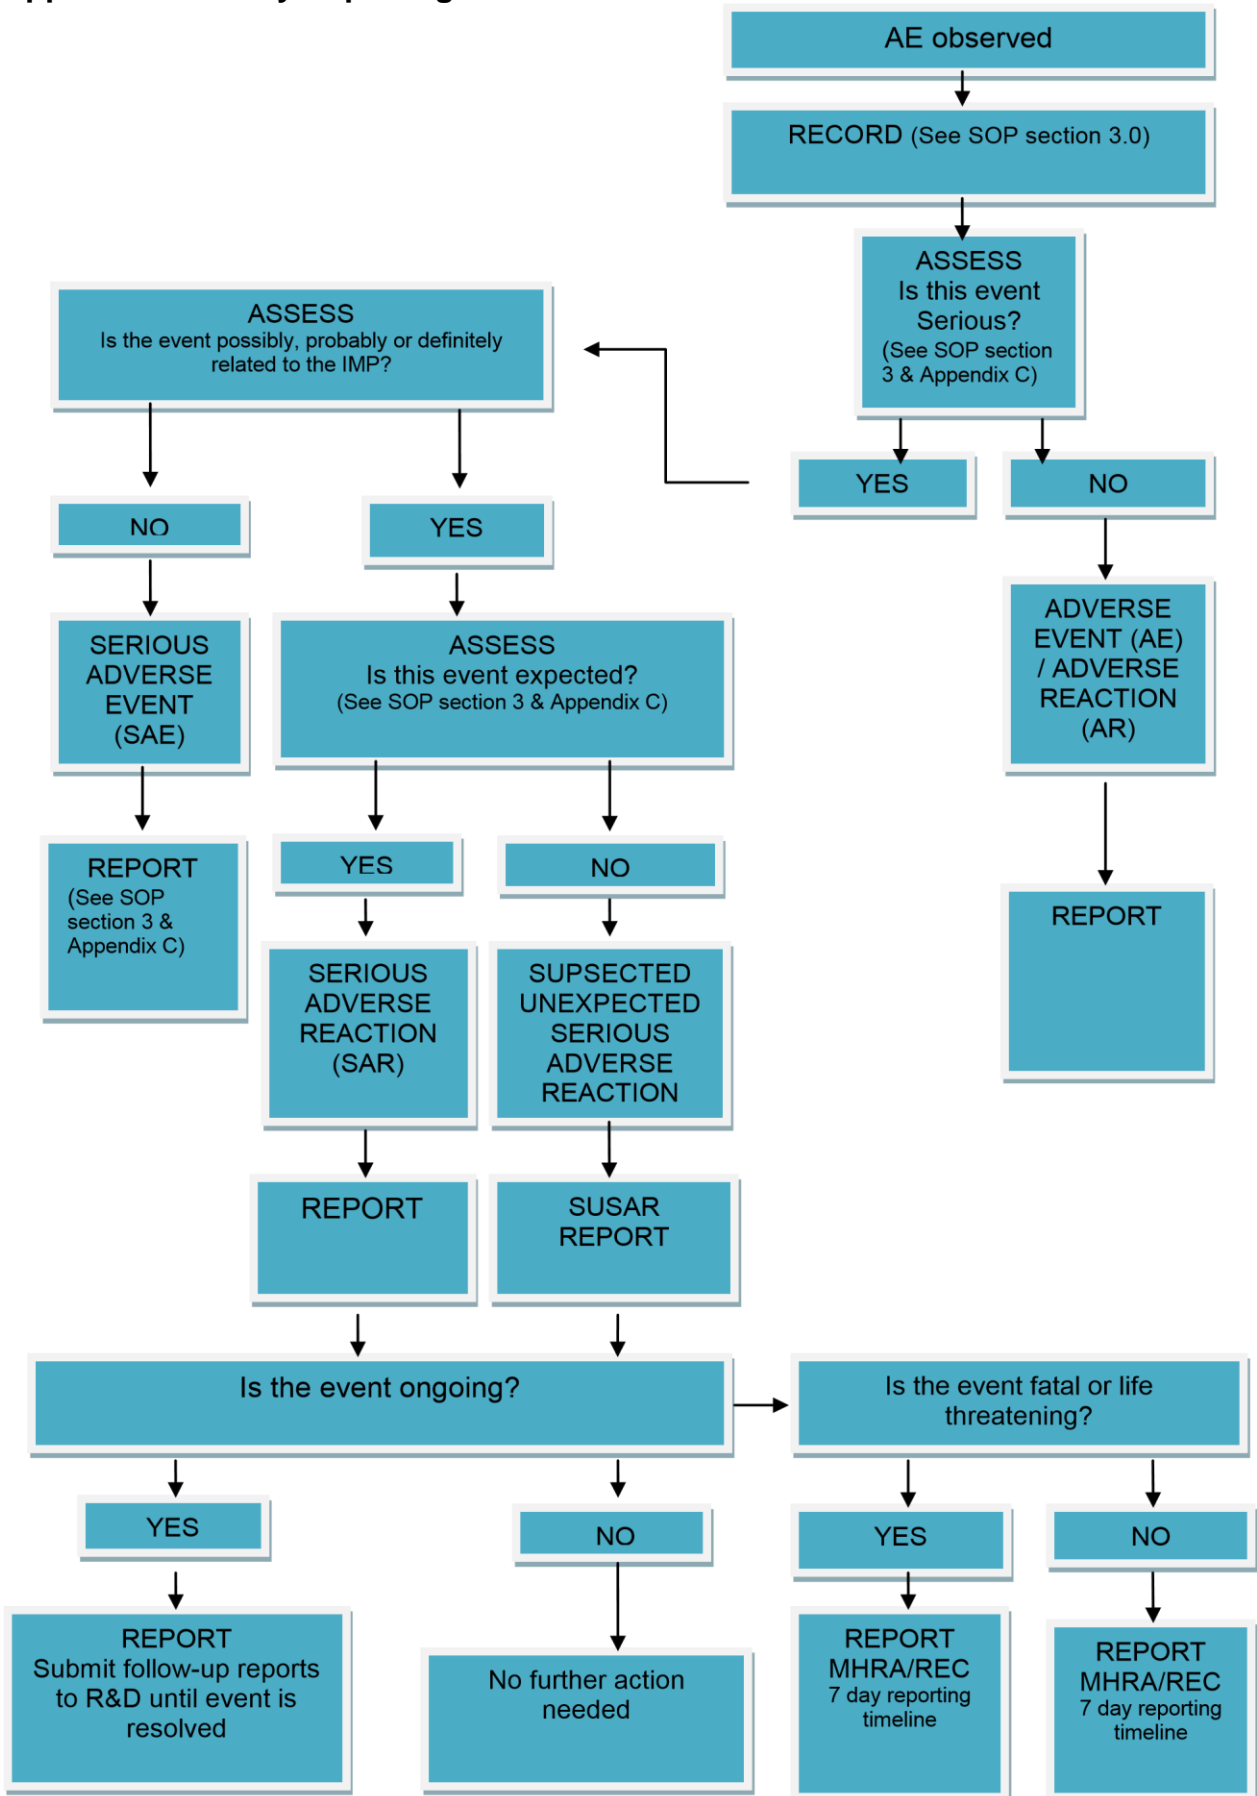 AE observed
RECORD (See SOP section 3.0)
ASSESS
Is this event
Serious?
(See SOP section
3 & Appendix C)
YES
NO
ADVERSE
EVENT (AE)
/ ADVERSE
REACTION
(AR)
REPORT
ASSESS
Is the event possibly, probably or definitely
related to the IMP?
NO
YES
SERIOUS
ADVERSE
EVENT
(SAE)
REPORT
(See SOP
section 3 &
Appendix C)
ASSESS
Is this event expected?
(See SOP section 3 & Appendix C)
YES
NO
SERIOUS
ADVERSE
REACTION
(SAR)
SUPSECTED
UNEXPECTED
SERIOUS
ADVERSE
REACTION
REPORT
SUSAR
REPORT
Is the event ongoing?
Is the event fatal or life
threatening?
YES
NO
YES
NO
REPORT
Submit follow-up reports
to R&D until event is
resolved
No further action
needed
REPORT
MHRA/REC
7 day reporting
timeline
REPORT
MHRA/REC
7 day reporting
timeline